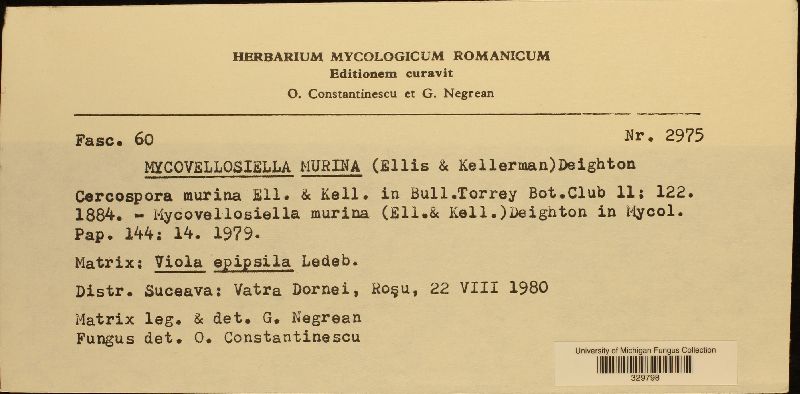 HERBARIUM MYCOLOGICUM ROMANICUM
Editionem curavit
O. Constantinescu et G. Negrean
Fasc. 60
Nr. 2975
MYCOVELLOSIELLA MURINA (Ellis & Kellerman)Deighton
Cercospora murina Ell. & Kell. in Bull.Torrey Bot.Club 11; 122.
1884. - Mycovellosiella murina (Ell.& Kell.)Deighton in Mycol.
Pap. 144: 14. 1979.
Matrix: Viola epipsila Ledeb.
Distr. Suceava: Vatra Dornei, Roşu, 22 VIII 1980
Matrix leg. & det. G. Negrean
Fungus det. O. Constantinescu
University of Michigan Fungus Collection
329798